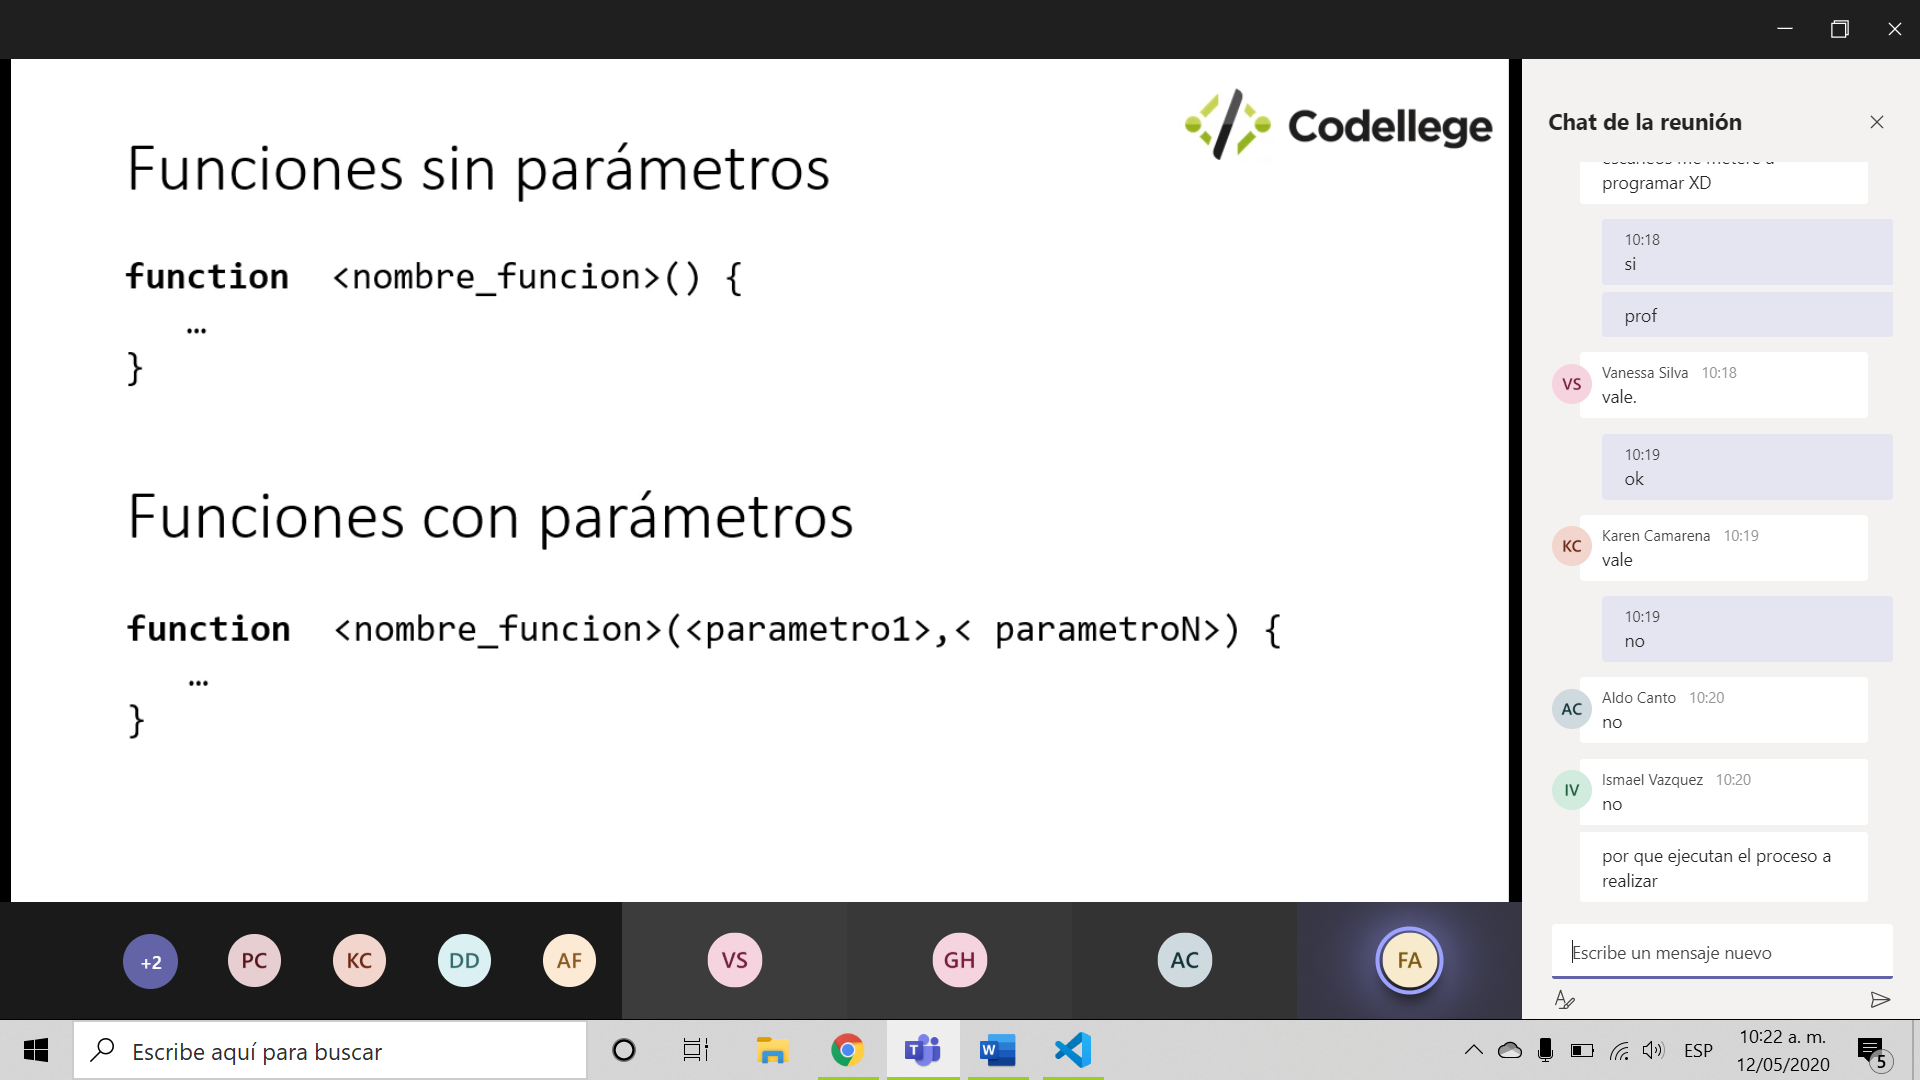 Codellege
Funciones sin parámetros
function <nombre_funcion>() {
…
}
Funciones con parámetros
function <nombre_funcion>(<parametro1>,< parametroN>) {
…
}
Chat de la reunión
programar XD
10:18
si
prof
VS
Vanessa Silva 10:18
vale.
10:19
ok
KC
Karen Camarena 10:19
vale
10:19
no
AC
Aldo Canto 10:20
no
IV
Ismael Vazquez 10:20
no
por que ejecutan el proceso a
realizar
Escribe un mensaje nuevo
+2
PC
KC
DD
AF
VS
GH
AC
FA
Escribe aquí para buscar
ESP
10:22 a. m.
12/05/2020
5